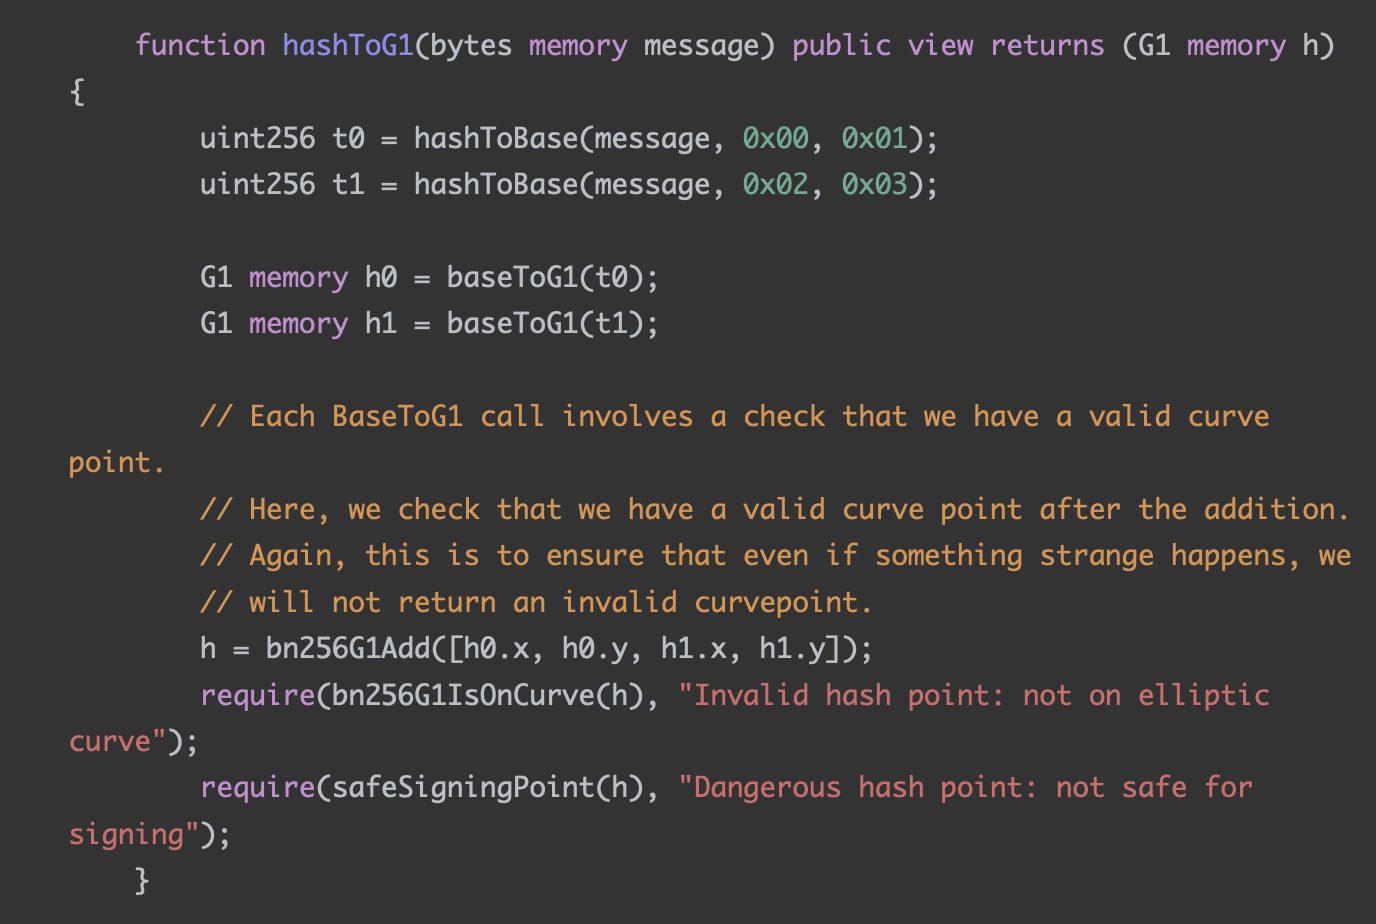 function hashToG1(bytes memory message) public view returns (G1 memory h)
{
uint256 t0 = hashToBase(message, 0x00, 0x01);
uint256 t1 = hashToBase(message, 0x02, 0x03);
G1 memory h0 = baseToG1(t0);
G1 memory h1 = baseToG1(t1);
// Each BaseToG1 call involves a check that we have a valid curve
point.
// Here, we check that we have a valid curve point after the addition.
// Again, this is to ensure that even if something strange happens, we
// will not return an invalid curvepoint.
h = bn256G1Add([h0.x, h0.y, h1.x, h1.y]);
require(bn256G1IsOnCurve(h), "Invalid hash point: not on elliptic
curve");
require(safeSigningPoint(h), "Dangerous hash point: not safe for
signing");
}